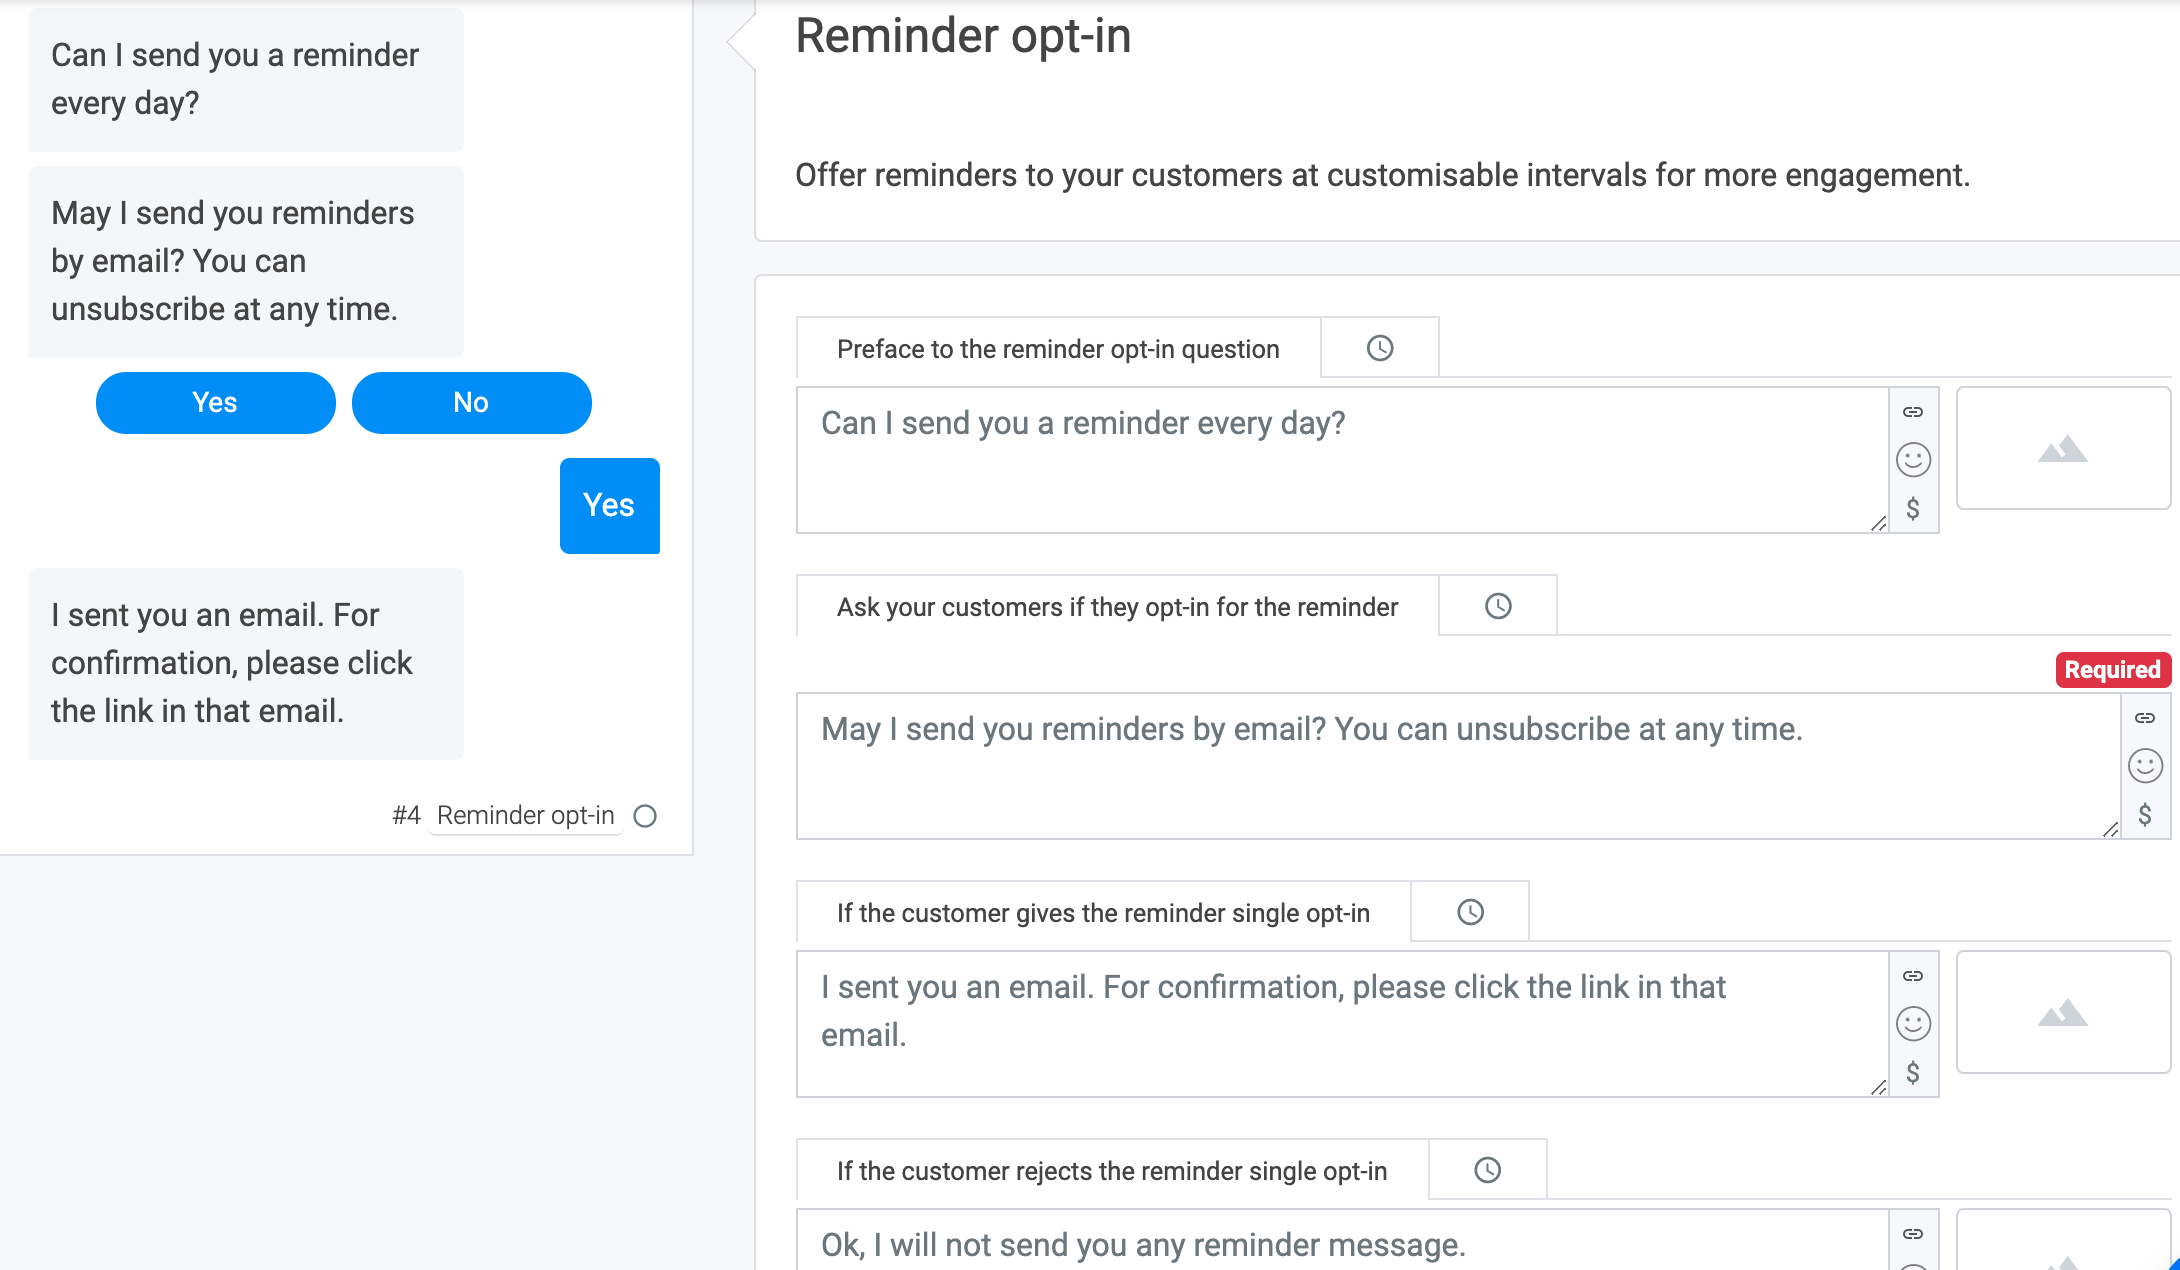 Can I send you a reminder
every day?
May I send you reminders
by email? You can
unsubscribe at any time.
Yes
No
Yes
I sent you an email. For
confirmation, please click
the link in that email.
#4 Reminder opt-in
Reminder opt-in
Offer reminders to your customers at customisable intervals for more engagement.
Preface to the reminder opt-in question
Can I send you a reminder every day?
$
Ask your customers if they opt-in for the reminder
Required
May I send you reminders by email? You can unsubscribe at any time.
$
If the customer gives the reminder single opt-in
I sent you an email. For confirmation, please click the link in that
email.
$
If the customer rejects the reminder single opt-in
Ok, I will not send you any reminder message.